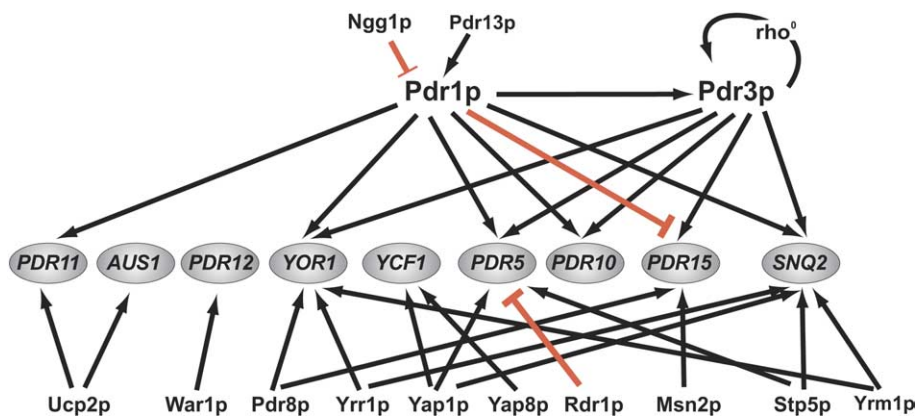 Ngg1p Pdr13p rho⁰
Pdr1p Pdr3p
PDR11 AUS1 PDR12 YOR1 YCF1 PDR5 PDR10 PDR15 SNQ2
Ucp2p War1p Pdr8p Yrr1p Yap1p Yap8p Rdr1p Msn2p Stp5p Yrm1p